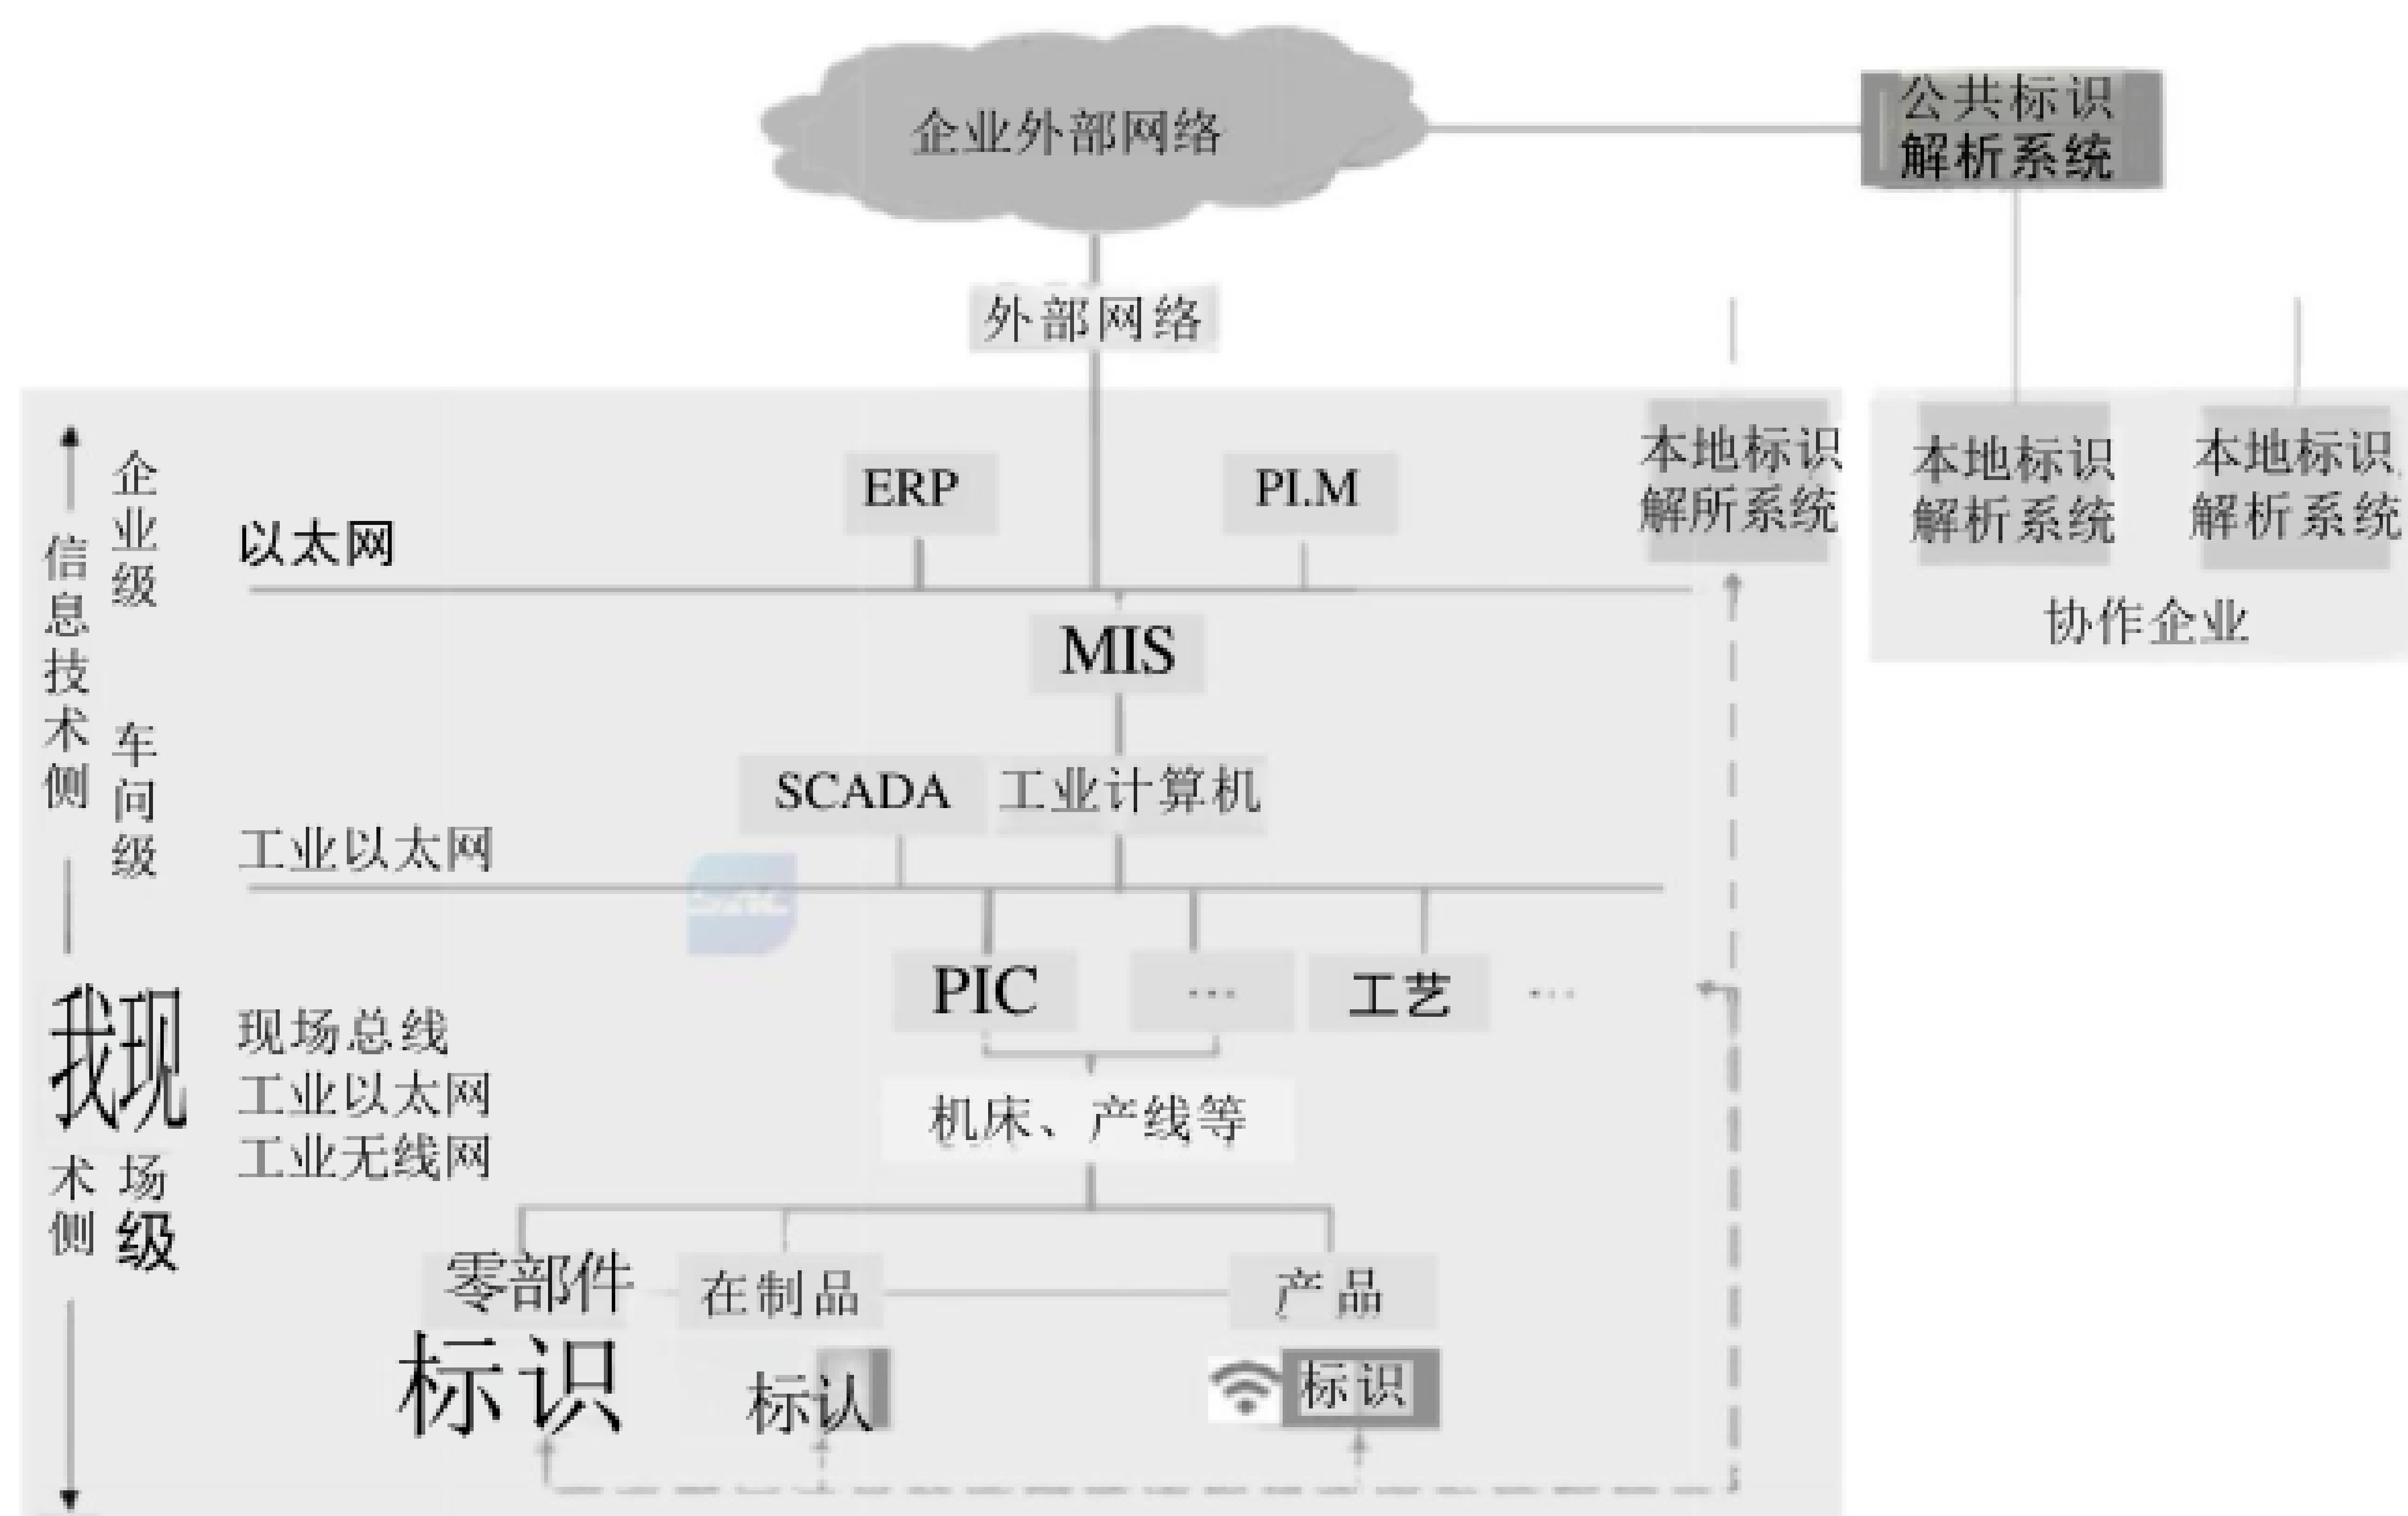 企业外部网络
公共标识
解析系统
外部网络
企业级
信息技术侧
以太网
ERP
PI.M
本地标识
解所系统
本地标识
解析系统
本地标识
解析系统
协作企业
MIS
车间级
SCADA
工业计算机
工业以太网
PIC
...
工艺
...
我现
术场
侧级
现场总线
工业以太网
工业无线网
机床、产线等
零部件
在制品
产品
标识
标认
标识